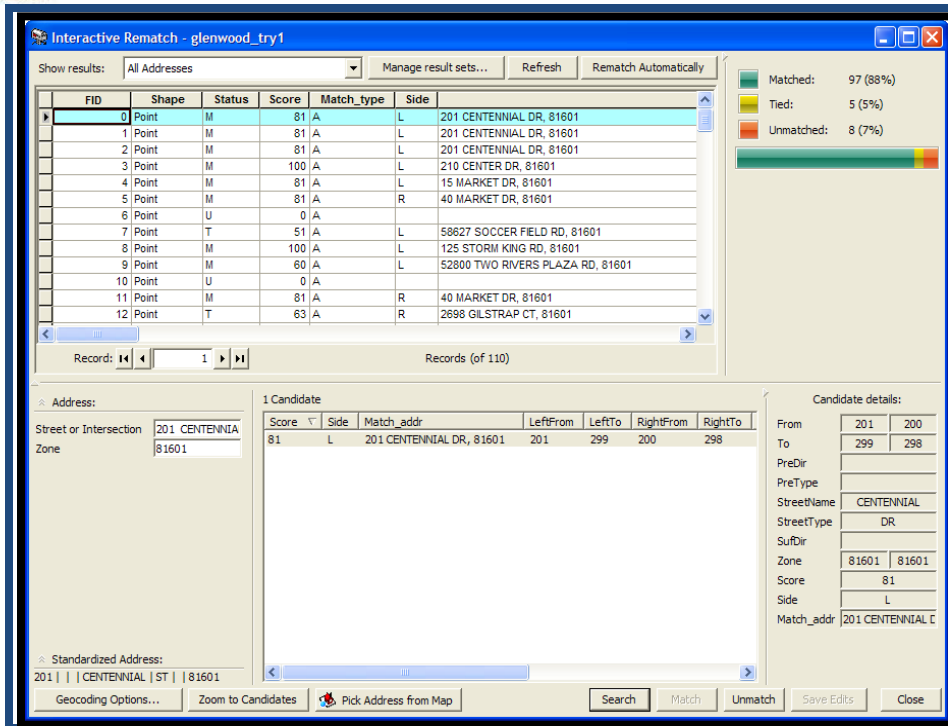 Interactive Rematch - glenwood_try1
Show results: All Addresses Manage result sets... Refresh Rematch Automatically
FID Shape Status Score Match_type Side
0 Point M 81 A L 201 CENTENNIAL DR, 81601
1 Point M 81 A L 201 CENTENNIAL DR, 81601
2 Point M 81 A L 201 CENTENNIAL DR, 81601
3 Point M 100 A L 210 CENTER DR, 81601
4 Point M 81 A L 15 MARKET DR, 81601
5 Point M 81 A R 40 MARKET DR, 81601
6 Point U 0 A
7 Point T 51 A L 58627 SOCCER FIELD RD, 81601
8 Point M 100 A L 125 STORM KING RD, 81601
9 Point M 60 A L 52800 TWO RIVERS PLAZA RD, 81601
10 Point U 0 A
11 Point M 81 A R 40 MARKET DR, 81601
12 Point T 63 A R 2698 GILSTRAP CT, 81601
Record: 1 Records (of 110)
Matched: 97 (88%)
Tied: 5 (5%)
Unmatched: 8 (7%)
Address:
Street or Intersection 201 CENTENNIA
Zone 81601
Standardized Address:
201 | | | CENTENNIAL | ST | | 81601
1 Candidate
Score Side Match_addr LeftFrom LeftTo RightFrom RightTo
81 L 201 CENTENNIAL DR, 81601 201 299 200 298
Candidate details:
From 201 200
To 299 298
PreDir
PreType
StreetName CENTENNIAL
StreetType DR
SufDir
Zone 81601 81601
Score 81
Side L
Match_addr 201 CENTENNIAL D
Geocoding Options... Zoom to Candidates Pick Address from Map Search Match Unmatch Save Edits Close